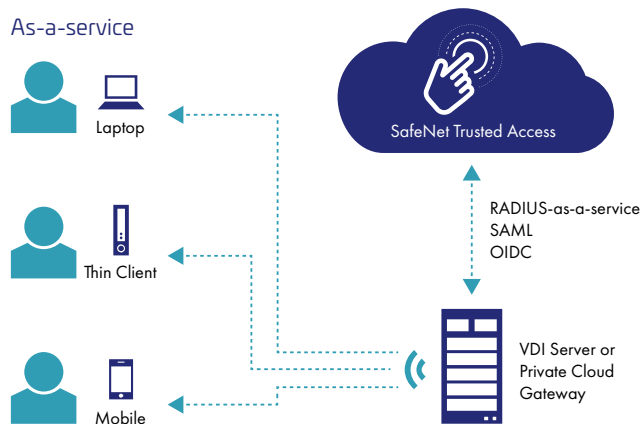 As-a-service
Laptop
SafeNet Trusted Access
RADIUS-as-a-service
SAML
OIDC
Thin Client
VDI Server or
Private Cloud
Gateway
Mobile